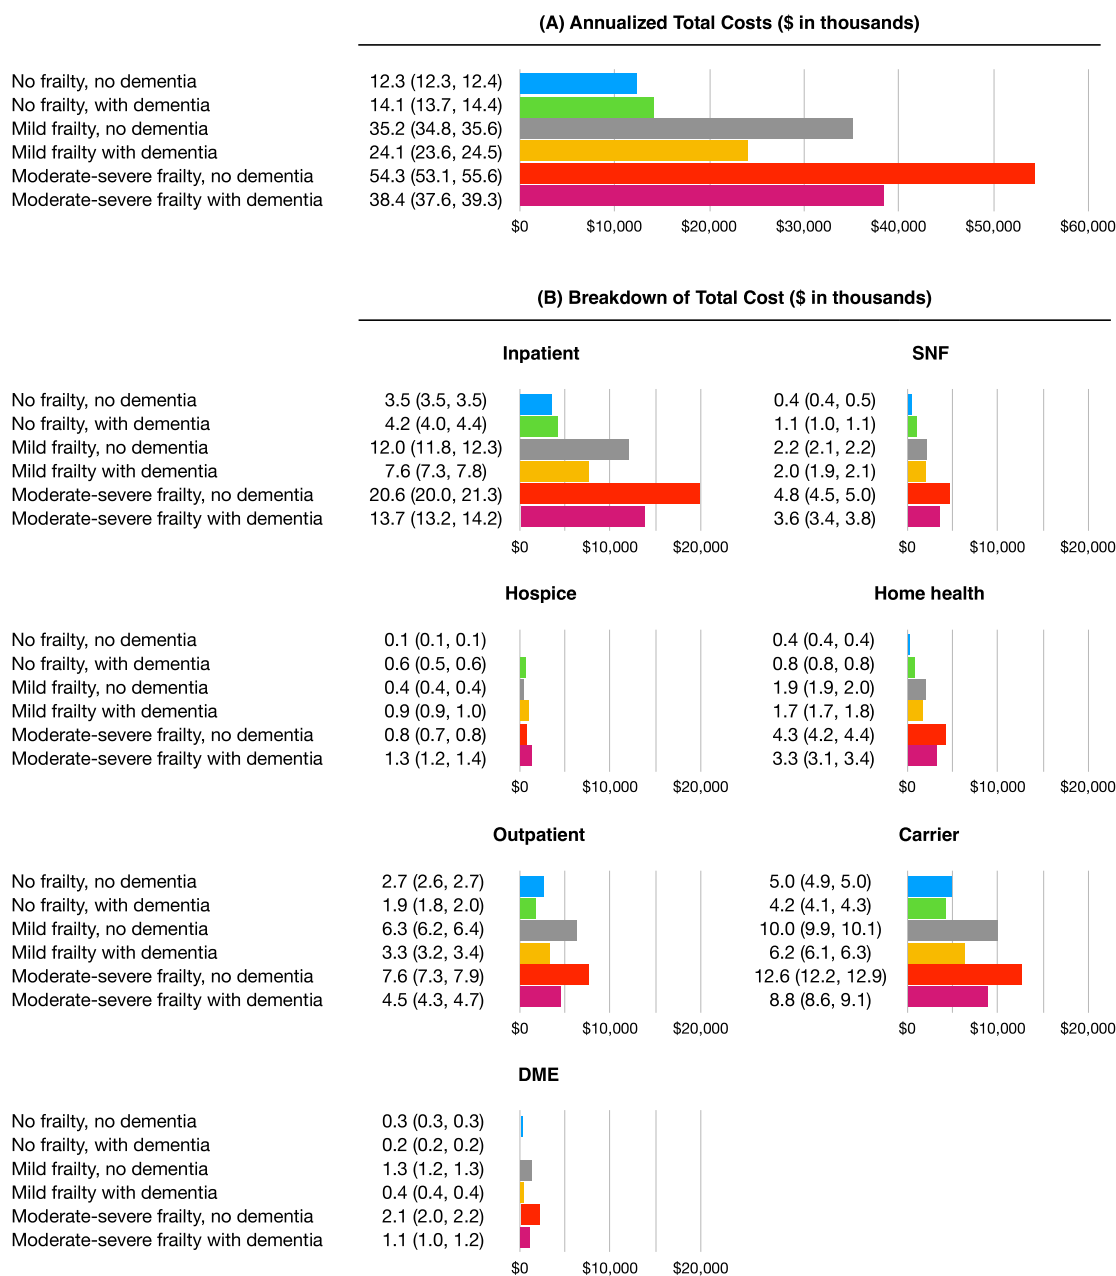 (A) Annualized Total Costs ($ in thousands)
No frailty, no dementia 12.3 (12.3, 12.4)
No frailty, with dementia 14.1 (13.7, 14.4)
Mild frailty, no dementia 35.2 (34.8, 35.6)
Mild frailty with dementia 24.1 (23.6, 24.5)
Moderate-severe frailty, no dementia 54.3 (53.1, 55.6)
Moderate-severe frailty with dementia 38.4 (37.6, 39.3)
$0 $10,000 $20,000 $30,000 $40,000 $50,000 $60,000
(B) Breakdown of Total Cost ($ in thousands)
Inpatient SNF
No frailty, no dementia 3.5 (3.5, 3.5) 0.4 (0.4, 0.5)
No frailty, with dementia 4.2 (4.0, 4.4) 1.1 (1.0, 1.1)
Mild frailty, no dementia 12.0 (11.8, 12.3) 2.2 (2.1, 2.2)
Mild frailty with dementia 7.6 (7.3, 7.8) 2.0 (1.9, 2.1)
Moderate-severe frailty, no dementia 20.6 (20.0, 21.3) 4.8 (4.5, 5.0)
Moderate-severe frailty with dementia 13.7 (13.2, 14.2) 3.6 (3.4, 3.8)
$0 $10,000 $20,000 $0 $10,000 $20,000
Hospice Home health
No frailty, no dementia 0.1 (0.1, 0.1) 0.4 (0.4, 0.4)
No frailty, with dementia 0.6 (0.5, 0.6) 0.8 (0.8, 0.8)
Mild frailty, no dementia 0.4 (0.4, 0.4) 1.9 (1.9, 2.0)
Mild frailty with dementia 0.9 (0.9, 1.0) 1.7 (1.7, 1.8)
Moderate-severe frailty, no dementia 0.8 (0.7, 0.8) 4.3 (4.2, 4.4)
Moderate-severe frailty with dementia 1.3 (1.2, 1.4) 3.3 (3.1, 3.4)
$0 $10,000 $20,000 $0 $10,000 $20,000
Outpatient Carrier
No frailty, no dementia 2.7 (2.6, 2.7) 5.0 (4.9, 5.0)
No frailty, with dementia 1.9 (1.8, 2.0) 4.2 (4.1, 4.3)
Mild frailty, no dementia 6.3 (6.2, 6.4) 10.0 (9.9, 10.1)
Mild frailty with dementia 3.3 (3.2, 3.4) 6.2 (6.1, 6.3)
Moderate-severe frailty, no dementia 7.6 (7.3, 7.9) 12.6 (12.2, 12.9)
Moderate-severe frailty with dementia 4.5 (4.3, 4.7) 8.8 (8.6, 9.1)
$0 $10,000 $20,000 $0 $10,000 $20,000
DME
No frailty, no dementia 0.3 (0.3, 0.3)
No frailty, with dementia 0.2 (0.2, 0.2)
Mild frailty, no dementia 1.3 (1.2, 1.3)
Mild frailty with dementia 0.4 (0.4, 0.4)
Moderate-severe frailty, no dementia 2.1 (2.0, 2.2)
Moderate-severe frailty with dementia 1.1 (1.0, 1.2)
$0 $10,000 $20,000